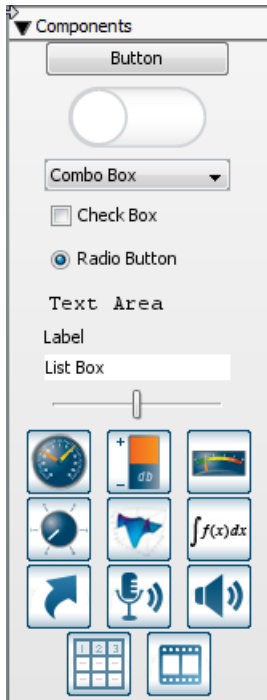 Components
Button
Combo Box
Check Box
Radio Button
Text Area
Label
List Box
+
- db
∫f(x)dx
1 2 3